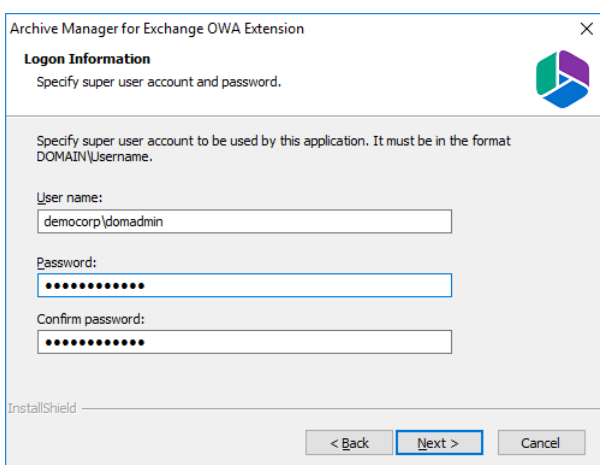 Archive Manager for Exchange OWA Extension
Logon Information
Specify super user account and password.
Specify super user account to be used by this application. It must be in the format
DOMAIN\Username.
User name:
democorp\domadmin
Password:
••••••••••••
Confirm password:
••••••••••••
InstallShield
< Back
Next >
Cancel